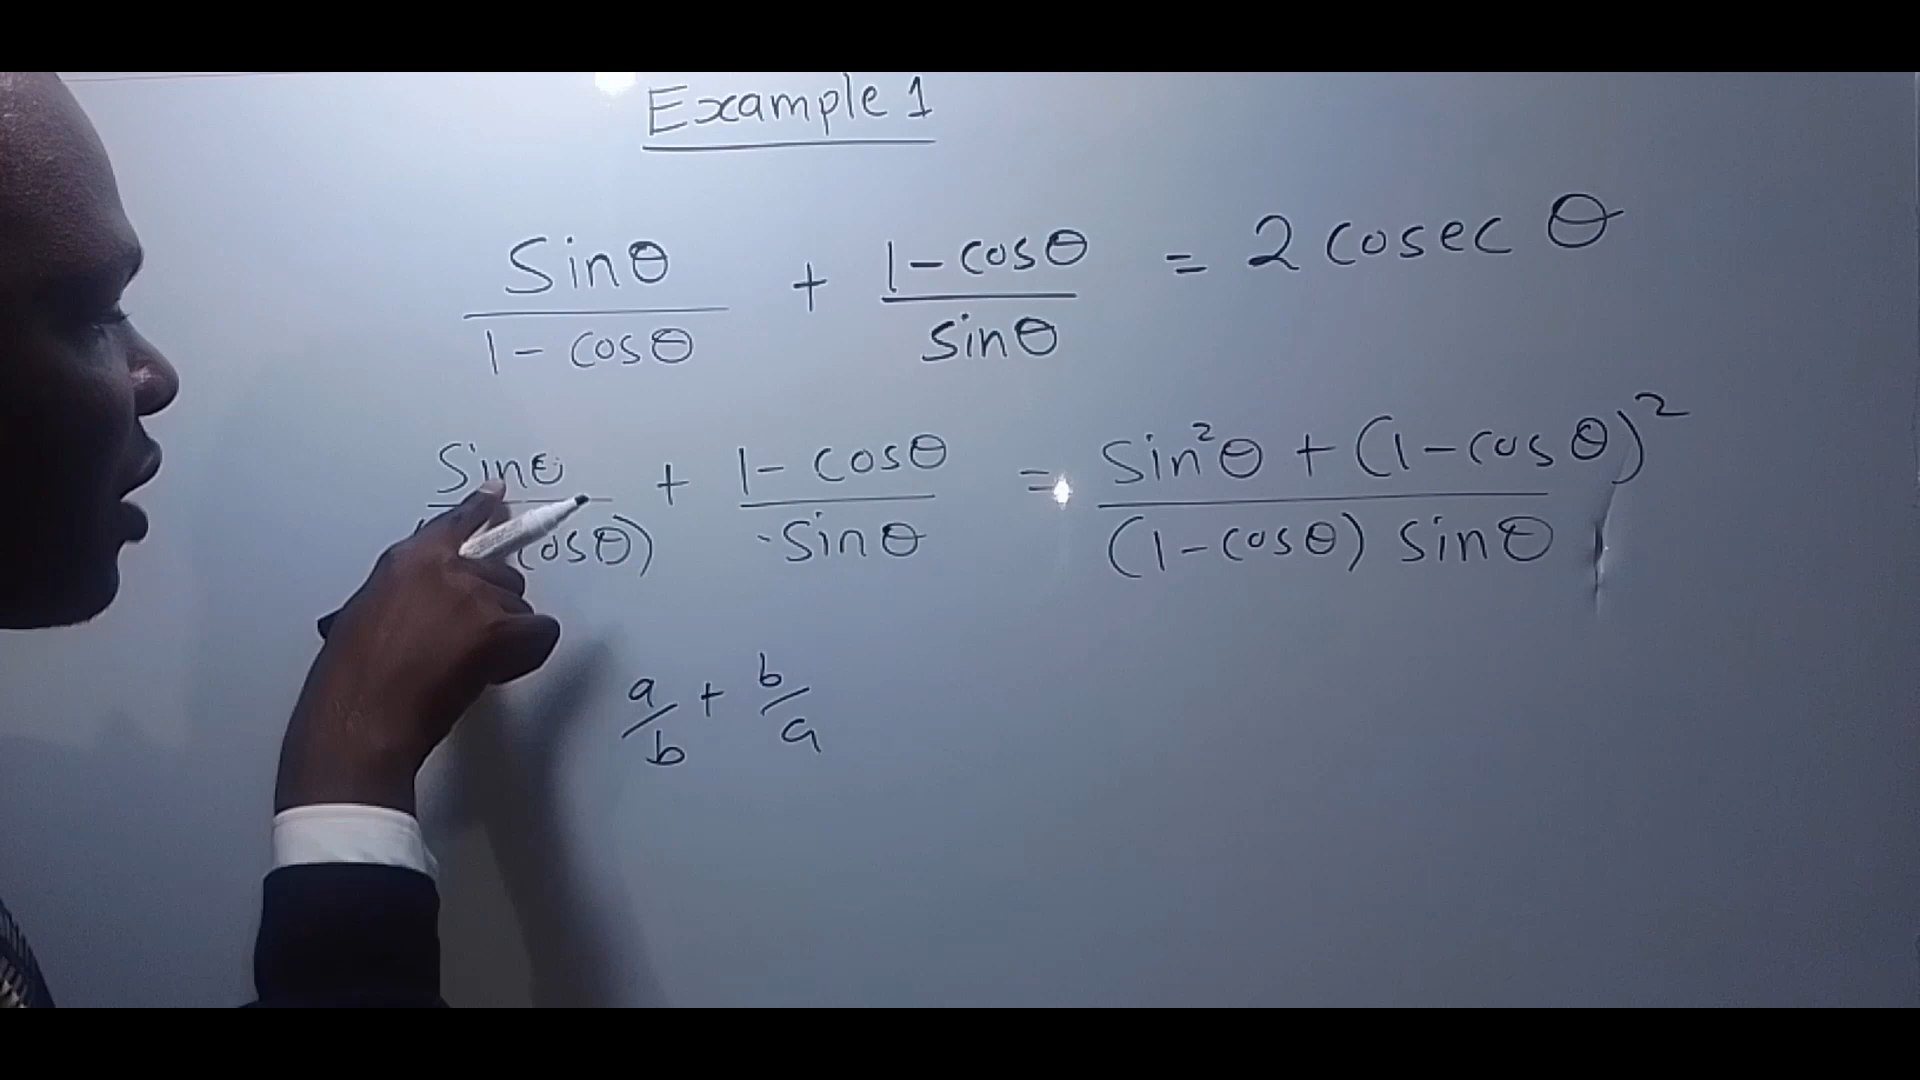 Example 1
Sinθ / 1 - cosθ + 1 - cosθ / sinθ = 2 cosec θ
Sinθ / cosθ) + 1 - cosθ / sinθ = Sin²θ + (1 - cosθ)² / (1 - cosθ) sinθ
a/b + b/a